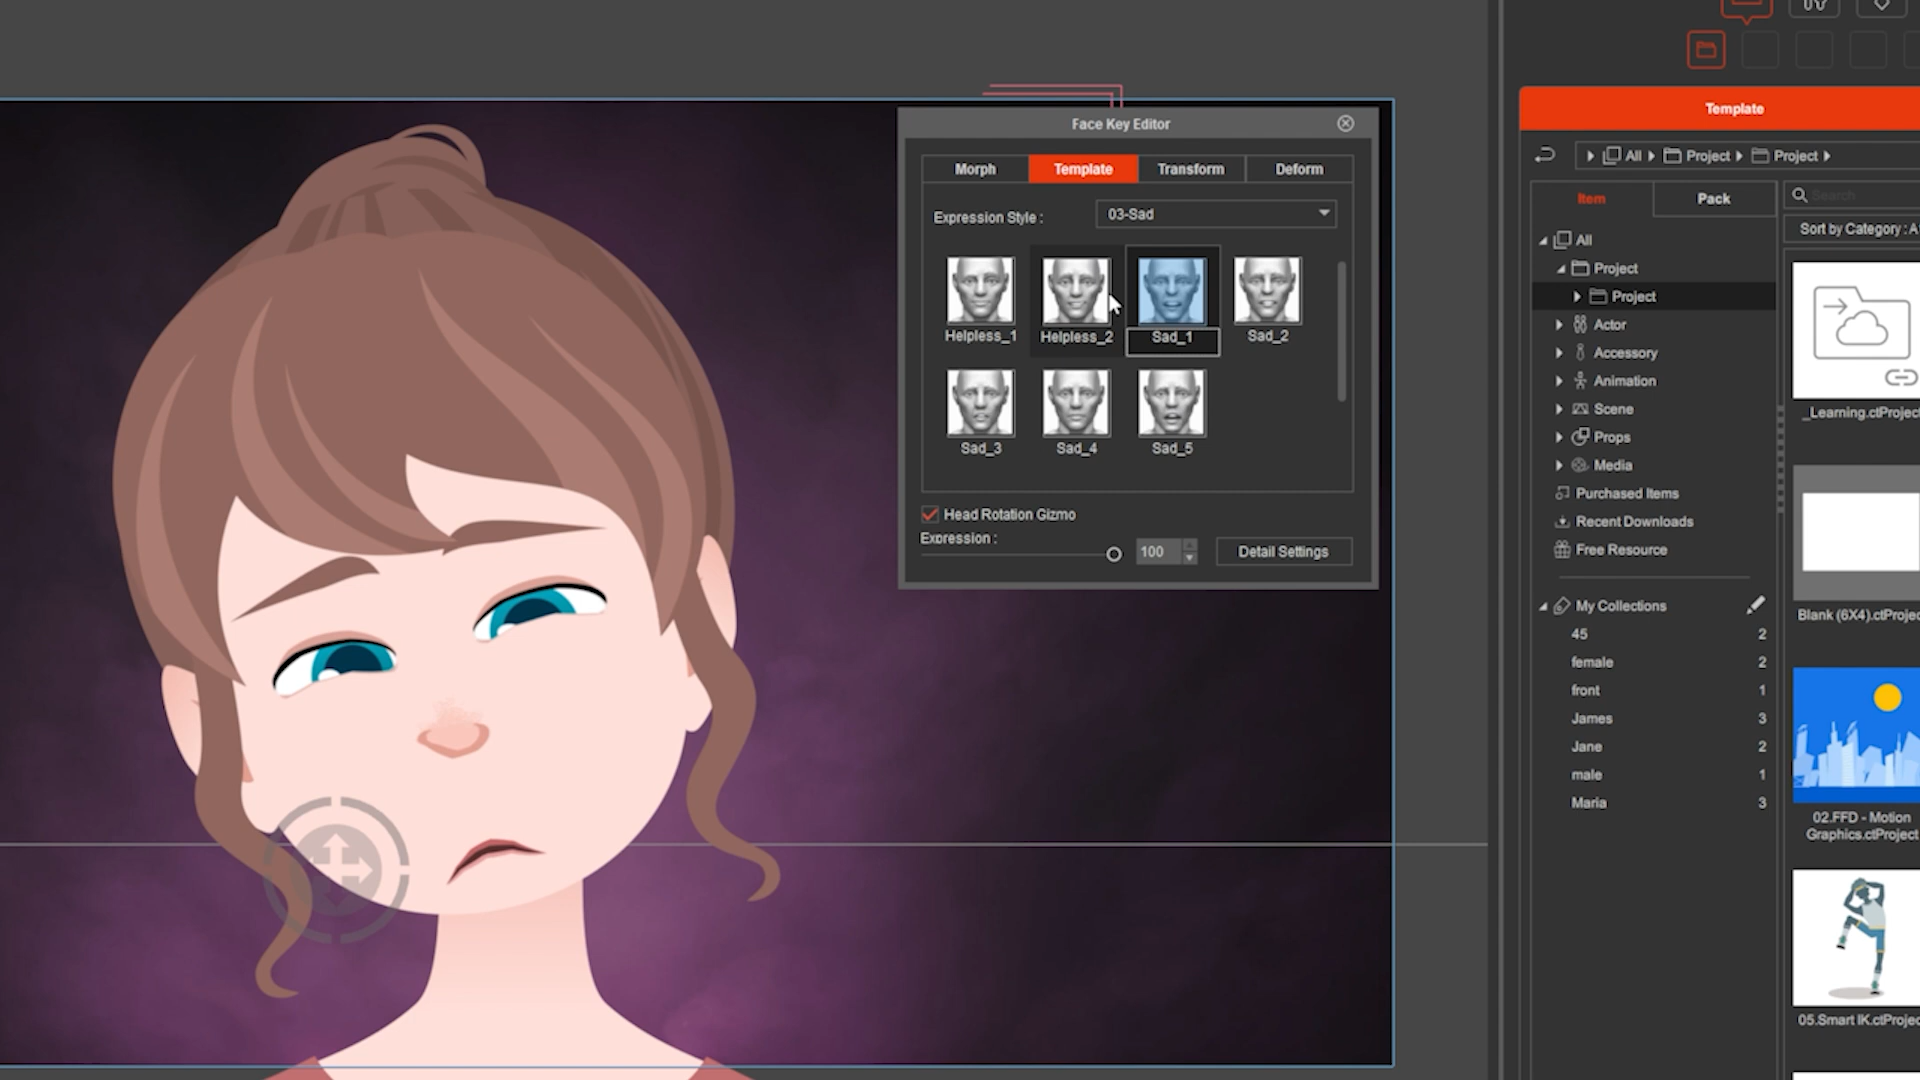 Face Key Editor
Morph
Template
Transform
Deform
Expression Style :
03-Sad
Helpless_1
Helpless_2
Sad_1
Sad_2
Sad_3
Sad_4
Sad_5
Head Rotation Gizmo
Expression :
100
Detail Settings
Template
All
Project
Project
Item
Pack
Search
Sort by Category :
All
Project
Project
Actor
Accessory
Animation
Scene
Props
Media
Purchased Items
Recent Downloads
Free Resource
My Collections
45 2
female 2
front 1
James 3
Jane 2
male 1
Maria 3
_Learning.ctProject
Blank (6X4).ctProjec
02.FFD - Motion
Graphics.ctProject
05.Smart IK.ctProjec